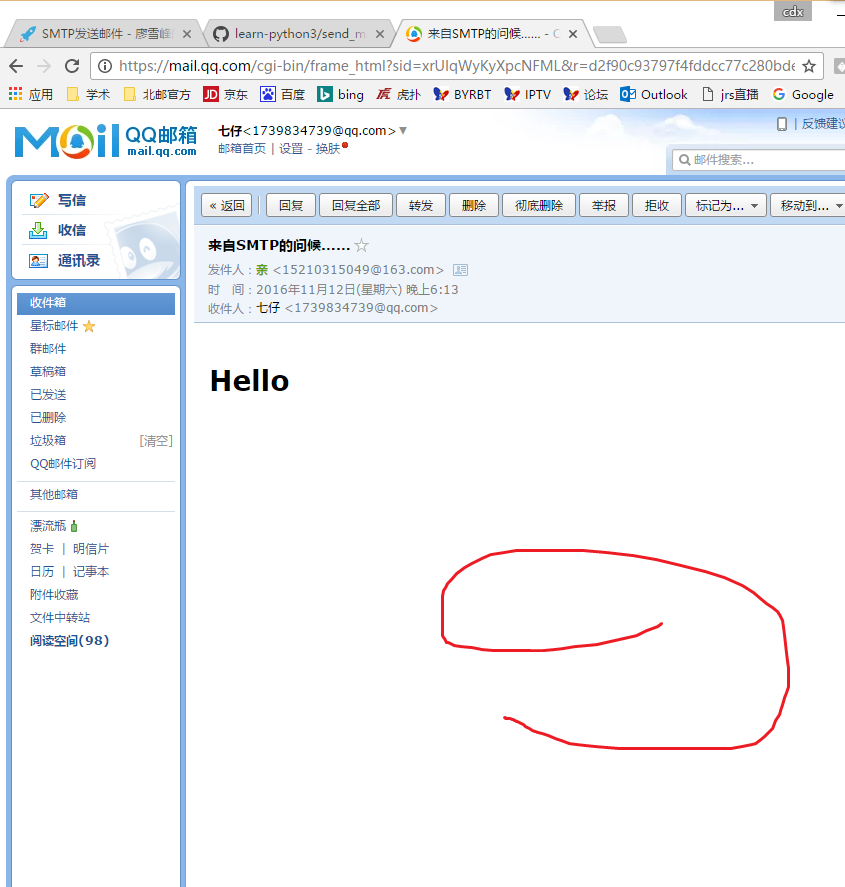 cdx
SMTP发送邮件 - 廖雪峰
learn-python3/send_m
来自SMTP的问候…… -
https://mail.qq.com/cgi-bin/frame_html?sid=xrUIqWyKyXpcNFML&r=d2f90c93797f4fddcc77c280bde
应用 学术 北邮官方 JD 京东 百度 bing 虎扑 BYRBT IPTV 论坛 Outlook jrs直播 Google
Mail QQ邮箱 mail.qq.com
七仔<1739834739@qq.com>
邮箱首页 | 设置 - 换肤
| 反馈建议
邮件搜索...
写信
收信
通讯录
收件箱
星标邮件
群邮件
草稿箱
已发送
已删除
垃圾箱 [清空]
QQ邮件订阅
其他邮箱
漂流瓶
贺卡 | 明信片
日历 | 记事本
附件收藏
文件中转站
阅读空间(98)
« 返回 回复 回复全部 转发 删除 彻底删除 举报 拒收 标记为... 移动到...
来自SMTP的问候……
发件人：亲 <15210315049@163.com>
时 间：2016年11月12日(星期六) 晚上6:13
收件人：七仔 <1739834739@qq.com>
Hello